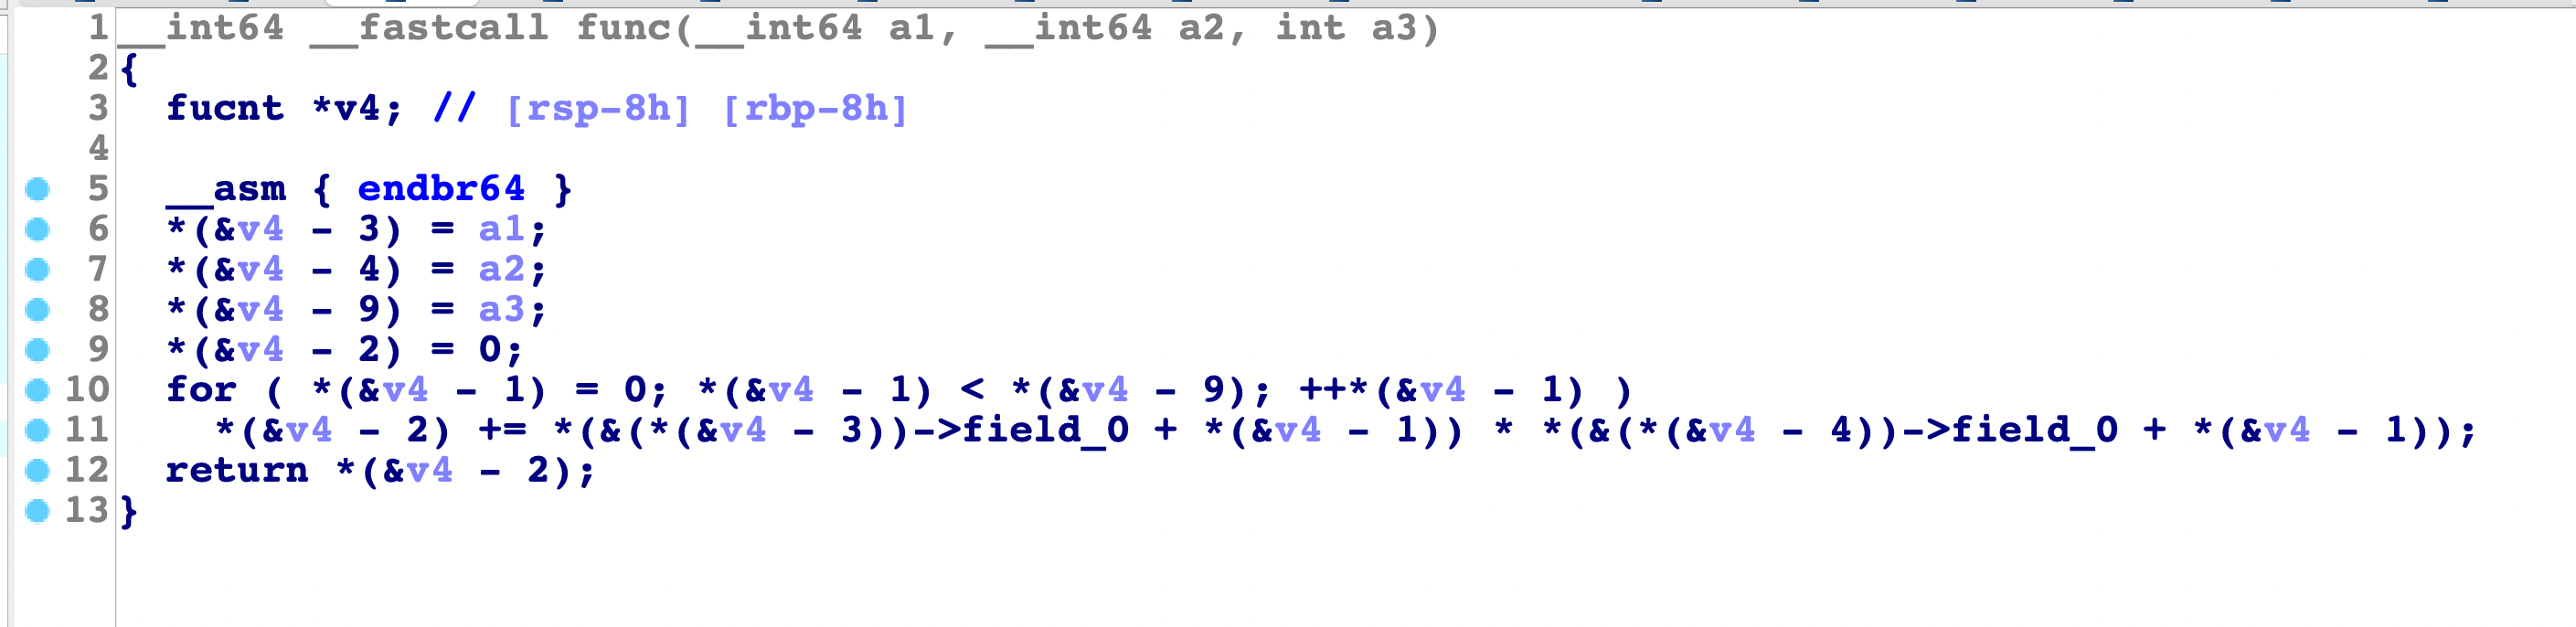 1 __int64 __fastcall func(__int64 a1, __int64 a2, int a3)
2 {
3 fucnt *v4; // [rsp-8h] [rbp-8h]
4
5 __asm { endbr64 }
6 *(&v4 - 3) = a1;
7 *(&v4 - 4) = a2;
8 *(&v4 - 9) = a3;
9 *(&v4 - 2) = 0;
10 for ( *(&v4 - 1) = 0; *(&v4 - 1) < *(&v4 - 9); ++*(&v4 - 1) )
11 *(&v4 - 2) += *(&(*(&v4 - 3))->field_0 + *(&v4 - 1)) * *(&(*(&v4 - 4))->field_0 + *(&v4 - 1));
12 return *(&v4 - 2);
13 }